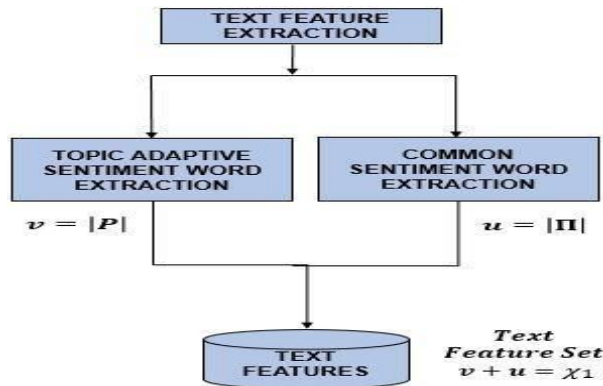 TEXT FEATURE
EXTRACTION
TOPIC ADAPTIVE
SENTIMENT WORD
EXTRACTION
COMMON
SENTIMENT WORD
EXTRACTION
v = |P|
u = |Π|
TEXT
FEATURES
Text
Feature Set
v + u = χ₁